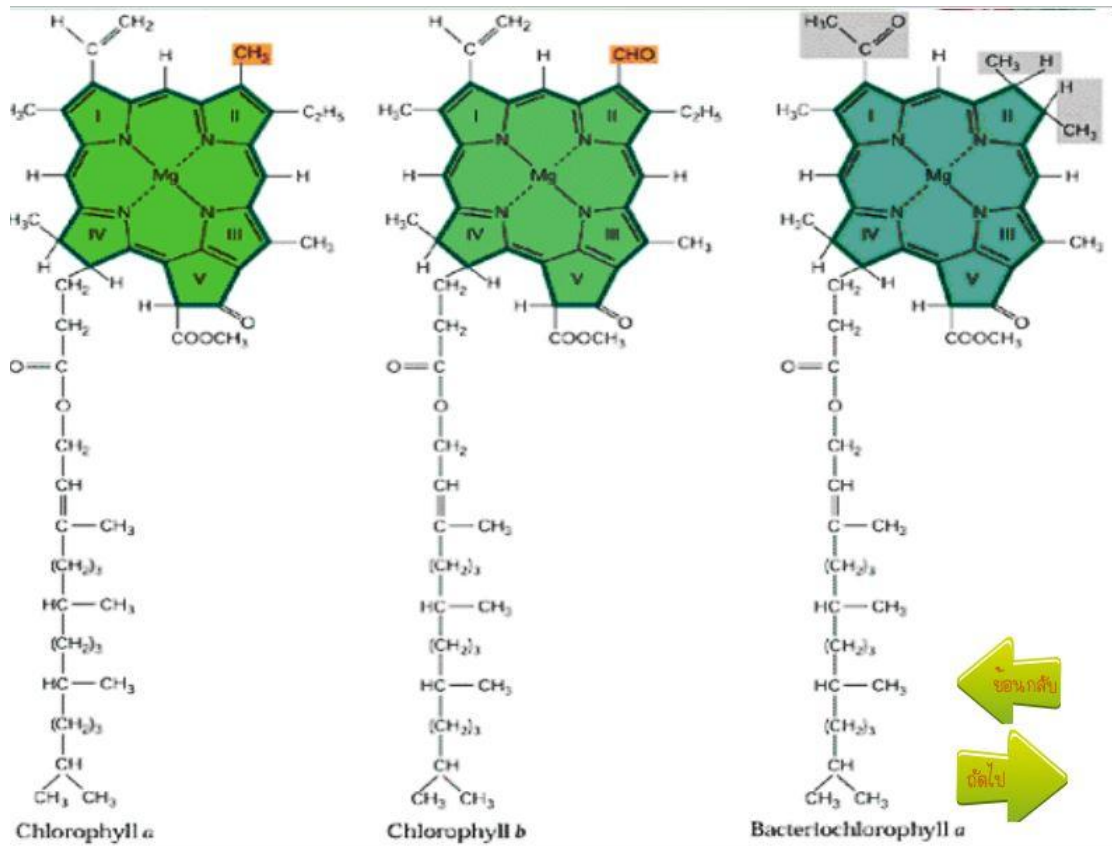 H CH₂
C
H
CH₃
I
II
H₃C
C₂H₅
N
N
H
Mg
H
N
N
H₃C
IV
III
CH₃
H
H
V
CH₂
H
O
CH₂
COOCH₃
O
C
O
CH₂
CH
C
CH₃
(CH₂)₃
HC
CH₃
(CH₂)₃
HC
CH₃
(CH₂)₃
CH
CH₃ CH₃
Chlorophyll a
H CH₂
C
H
CHO
I
II
H₃C
C₂H₅
N
N
H
Mg
H
N
N
H₃C
IV
III
CH₃
H
H
V
CH₂
H
O
CH₂
COOCH₃
O
C
O
CH₂
CH
C
CH₃
(CH₂)₃
HC
CH₃
(CH₂)₃
HC
CH₃
(CH₂)₃
CH
CH₃ CH₃
Chlorophyll b
H₃C O
C
H
CH₃ H
H
I
II
H₃C
CH₃
N
N
H
Mg
H
N
N
H₃C
IV
III
CH₃
H
H
V
CH₂
H
O
CH₂
COOCH₃
O
C
O
CH₂
CH
C
CH₃
(CH₂)₃
HC
CH₃
(CH₂)₃
HC
CH₃
(CH₂)₃
CH
CH₃ CH₃
Bacteriochlorophyll a
ย้อนกลับ
ถัดไป